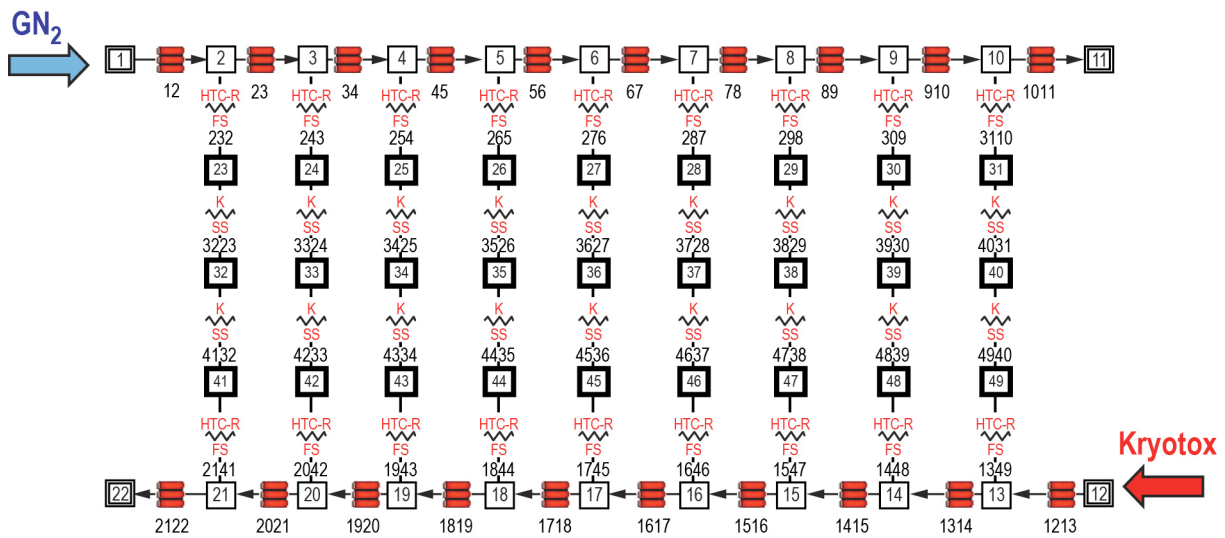 GN2
1 2 3 4 5 6 7 8 9 10 11
12 23 34 45 56 67 78 89 910 1011
HTC-R HTC-R HTC-R HTC-R HTC-R HTC-R HTC-R HTC-R HTC-R
FS FS FS FS FS FS FS FS FS
232 243 254 265 276 287 298 309 3110
23 24 25 26 27 28 29 30 31
K K K K K K K K K
SS SS SS SS SS SS SS SS SS
3223 3324 3425 3526 3627 3728 3829 3930 4031
32 33 34 35 36 37 38 39 40
K K K K K K K K K
SS SS SS SS SS SS SS SS SS
4132 4233 4334 4435 4536 4637 4738 4839 4940
41 42 43 44 45 46 47 48 49
HTC-R HTC-R HTC-R HTC-R HTC-R HTC-R HTC-R HTC-R HTC-R
FS FS FS FS FS FS FS FS FS
Kryotox
2141 2042 1943 1844 1745 1646 1547 1448 1349
22 21 20 19 18 17 16 15 14 13 12
2122 2021 1920 1819 1718 1617 1516 1415 1314 1213